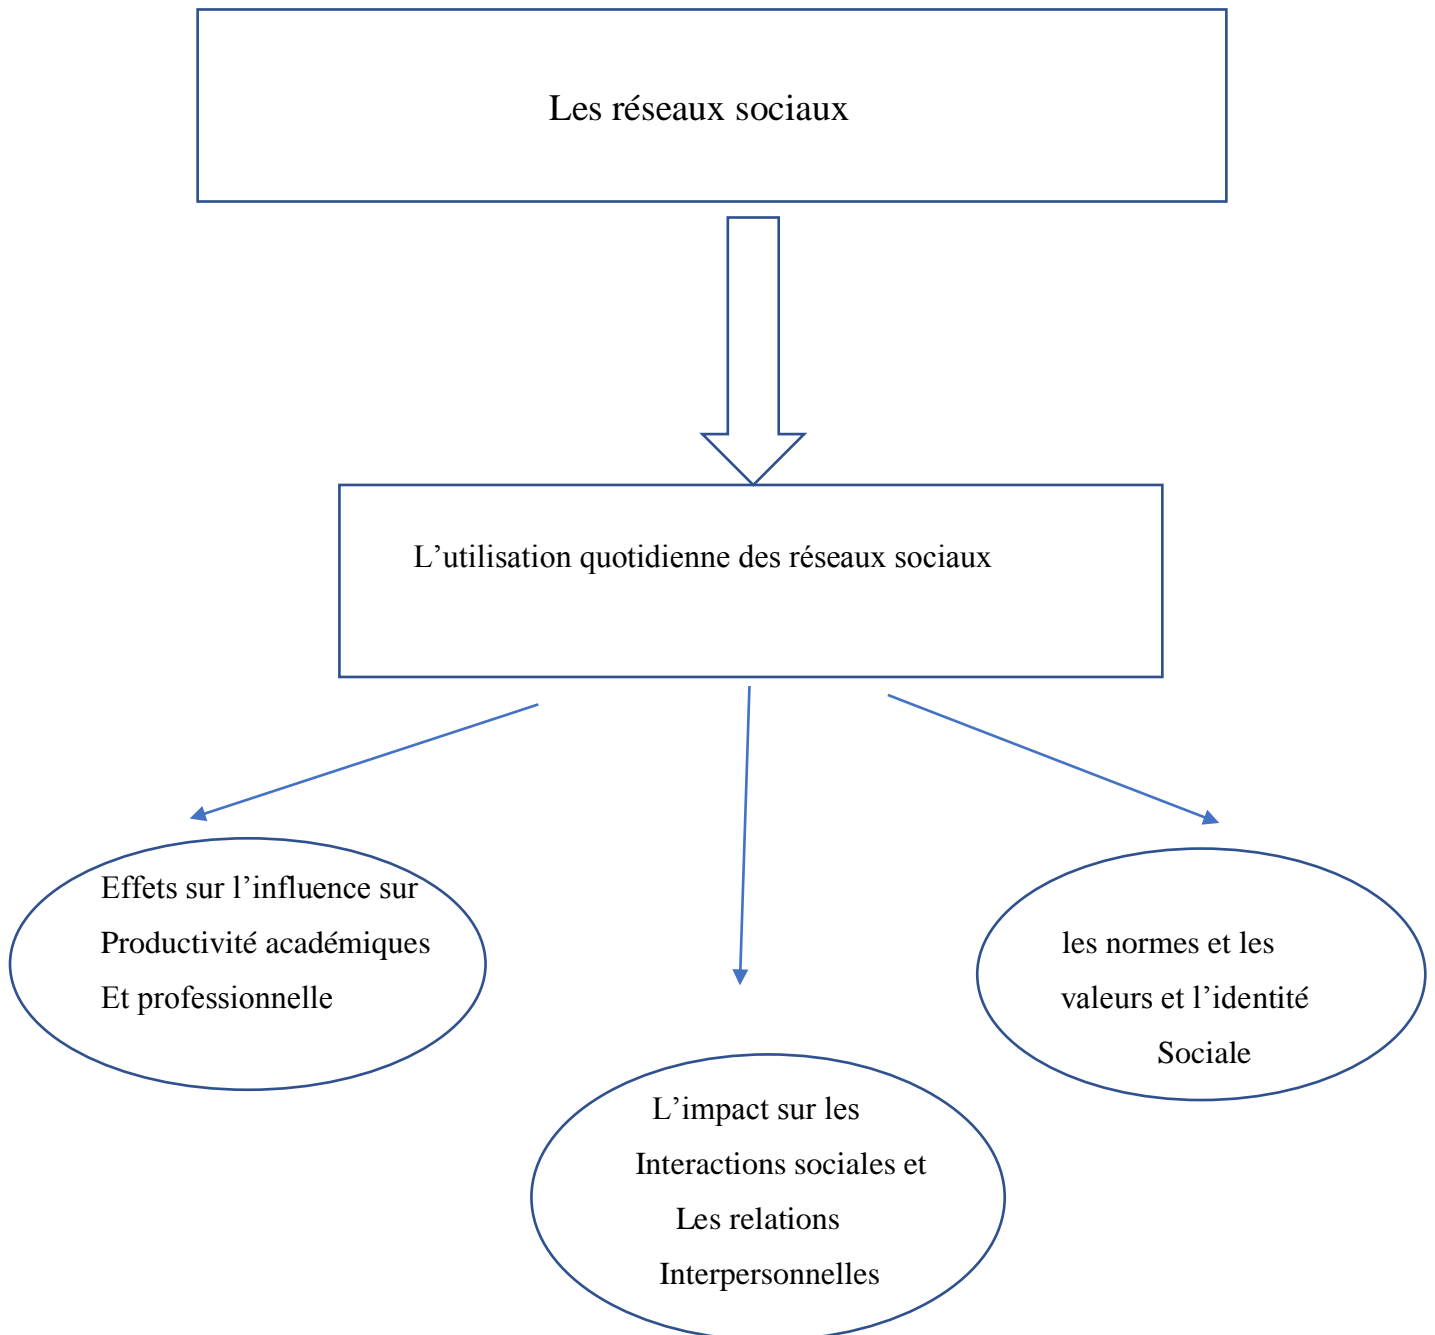 Les réseaux sociaux
L’utilisation quotidienne des réseaux sociaux
Effets sur l’influence sur
Productivité académiques
Et professionnelle
L’impact sur les
Interactions sociales et
Les relations
Interpersonnelles
les normes et les
valeurs et l’identité
Sociale